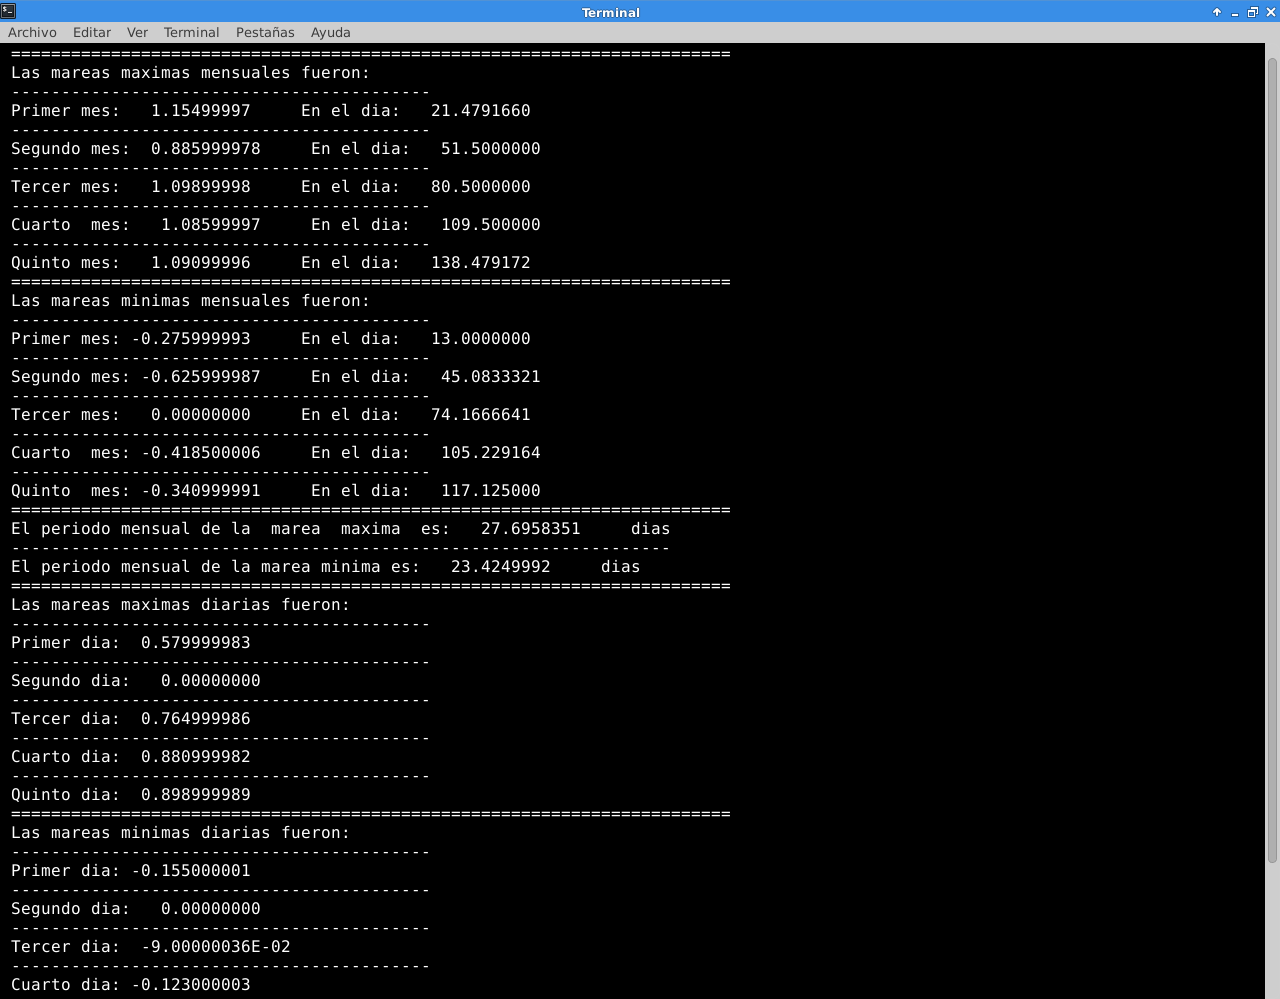 Terminal
Archivo Editar Ver Terminal Pestañas Ayuda
========================================================================
Las mareas maximas mensuales fueron:
------------------------------------------
Primer mes:   1.15499997     En el dia:   21.4791660
------------------------------------------
Segundo mes:  0.885999978     En el dia:   51.5000000
------------------------------------------
Tercer mes:   1.09899998     En el dia:   80.5000000
------------------------------------------
Cuarto  mes:   1.08599997     En el dia:   109.500000
------------------------------------------
Quinto mes:   1.09099996     En el dia:   138.479172
========================================================================
Las mareas minimas mensuales fueron:
------------------------------------------
Primer mes: -0.275999993     En el dia:   13.0000000
------------------------------------------
Segundo mes: -0.625999987     En el dia:   45.0833321
------------------------------------------
Tercer mes:   0.00000000     En el dia:   74.1666641
------------------------------------------
Cuarto  mes: -0.418500006     En el dia:   105.229164
------------------------------------------
Quinto  mes: -0.340999991     En el dia:   117.125000
========================================================================
El periodo mensual de la  marea  maxima  es:   27.6958351     dias
------------------------------------------------------------------
El periodo mensual de la marea minima es:   23.4249992     dias
========================================================================
Las mareas maximas diarias fueron:
------------------------------------------
Primer dia:  0.579999983
------------------------------------------
Segundo dia:   0.00000000
------------------------------------------
Tercer dia:  0.764999986
------------------------------------------
Cuarto dia:  0.880999982
------------------------------------------
Quinto dia:  0.898999989
========================================================================
Las mareas minimas diarias fueron:
------------------------------------------
Primer dia: -0.155000001
------------------------------------------
Segundo dia:   0.00000000
------------------------------------------
Tercer dia:  -9.00000036E-02
------------------------------------------
Cuarto dia: -0.123000003